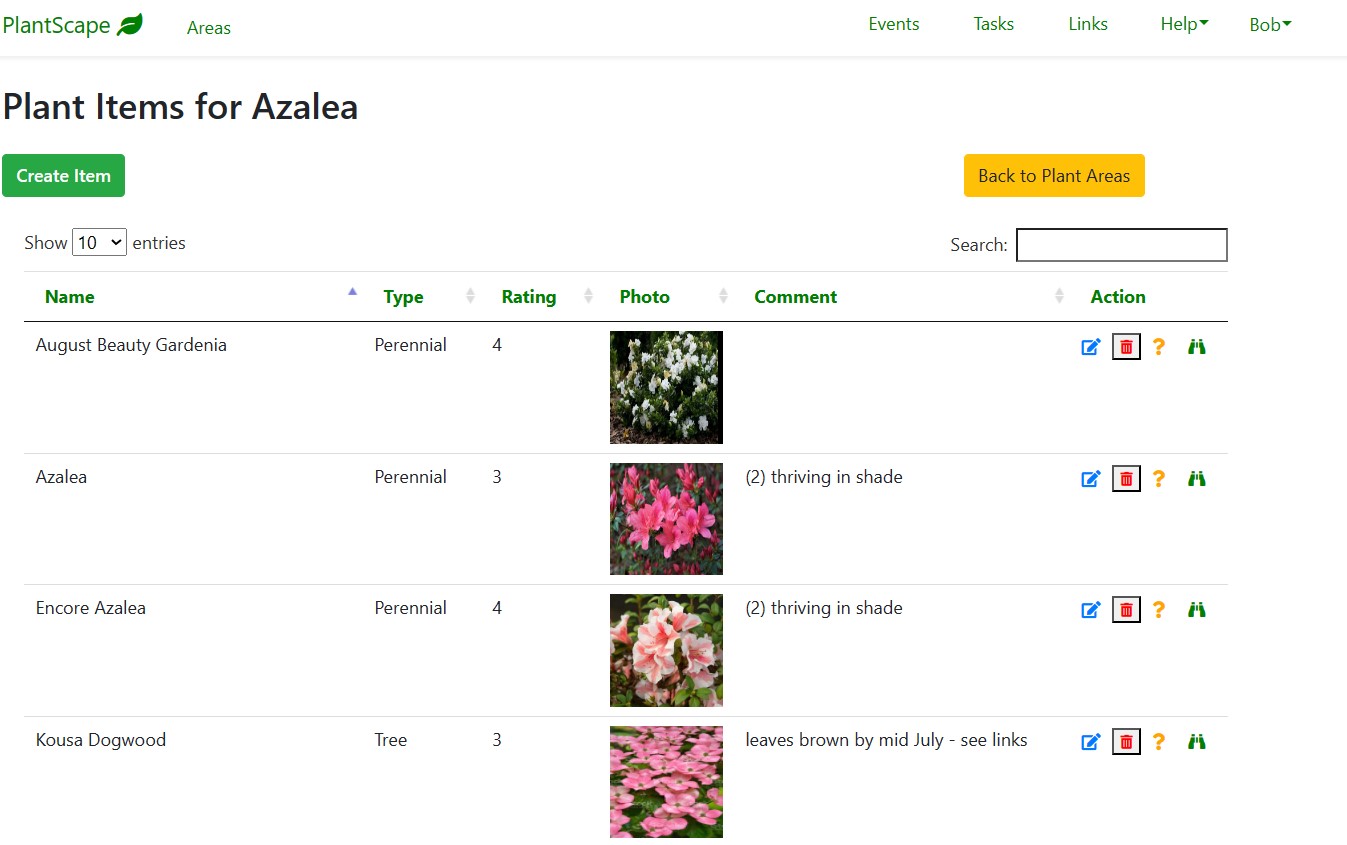 PlantScape Areas Events Tasks Links Help Bob
Plant Items for Azalea
Create Item Back to Plant Areas
Show 10 entries Search:
Name Type Rating Photo Comment Action
August Beauty Gardenia Perennial 4 ?
Azalea Perennial 3 (2) thriving in shade ?
Encore Azalea Perennial 4 (2) thriving in shade ?
Kousa Dogwood Tree 3 leaves brown by mid July - see links ?